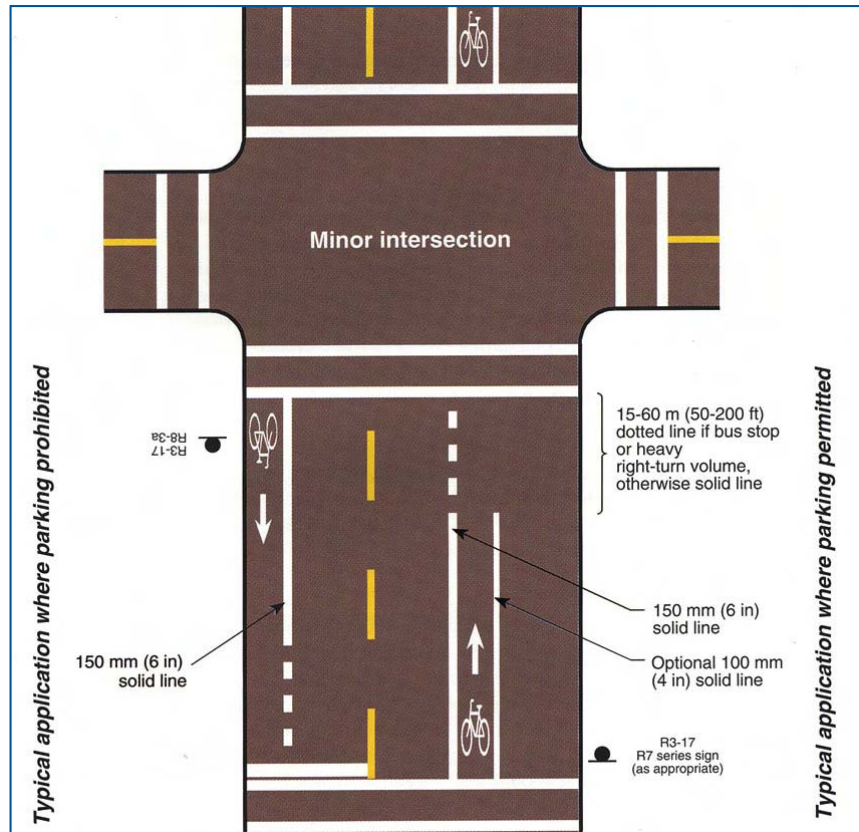 Minor intersection
Typical application where parking prohibited
R3-17
R8-3a
15-60 m (50-200 ft)
dotted line if bus stop
or heavy
right-turn volume,
otherwise solid line
150 mm (6 in)
solid line
150 mm (6 in)
solid line
Optional 100 mm
(4 in) solid line
R3-17
R7 series sign
(as appropriate)
Typical application where parking permitted